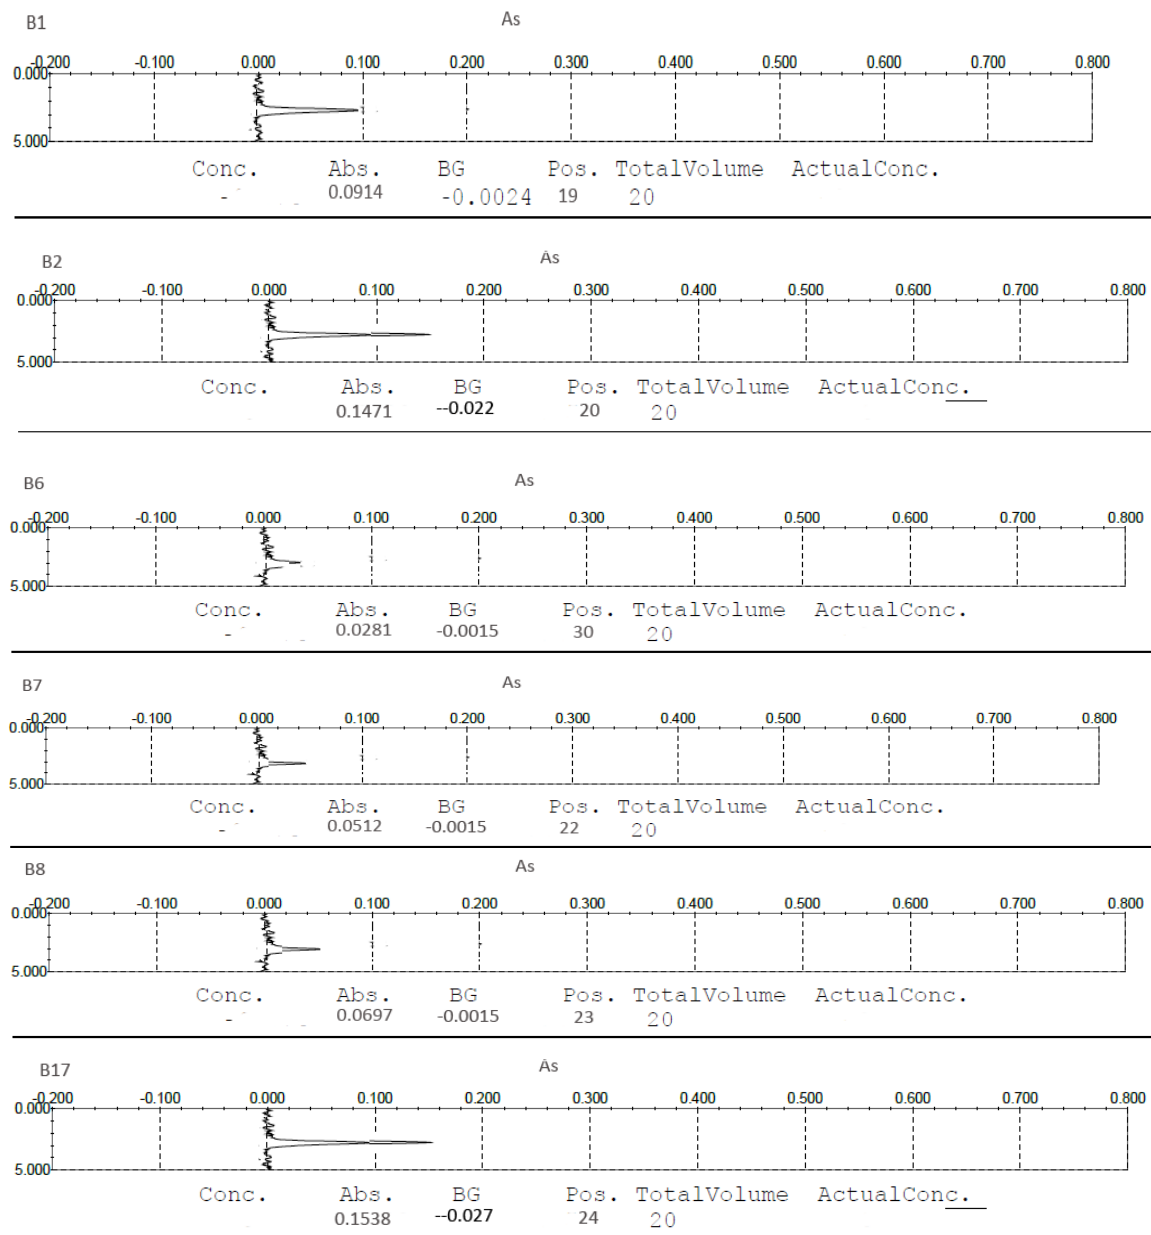 B1 As
-0.200 -0.100 0.000 0.100 0.200 0.300 0.400 0.500 0.600 0.700 0.800
0.000
5.000
Conc. Abs. BG Pos. TotalVolume ActualConc.
- 0.0914 -0.0024 19 20
B2 As
-0.200 -0.100 0.000 0.100 0.200 0.300 0.400 0.500 0.600 0.700 0.800
0.000
5.000
Conc. Abs. BG Pos. TotalVolume ActualConc.
0.1471 --0.022 20 20
B6 As
-0.200 -0.100 0.000 0.100 0.200 0.300 0.400 0.500 0.600 0.700 0.800
0.000
5.000
Conc. Abs. BG Pos. TotalVolume ActualConc.
- 0.0281 -0.0015 30 20
B7 As
-0.200 -0.100 0.000 0.100 0.200 0.300 0.400 0.500 0.600 0.700 0.800
0.000
5.000
Conc. Abs. BG Pos. TotalVolume ActualConc.
- 0.0512 -0.0015 22 20
B8 As
-0.200 -0.100 0.000 0.100 0.200 0.300 0.400 0.500 0.600 0.700 0.800
0.000
5.000
Conc. Abs. BG Pos. TotalVolume ActualConc.
- 0.0697 -0.0015 23 20
B17 As
-0.200 -0.100 0.000 0.100 0.200 0.300 0.400 0.500 0.600 0.700 0.800
0.000
5.000
Conc. Abs. BG Pos. TotalVolume ActualConc.
0.1538 --0.027 24 20